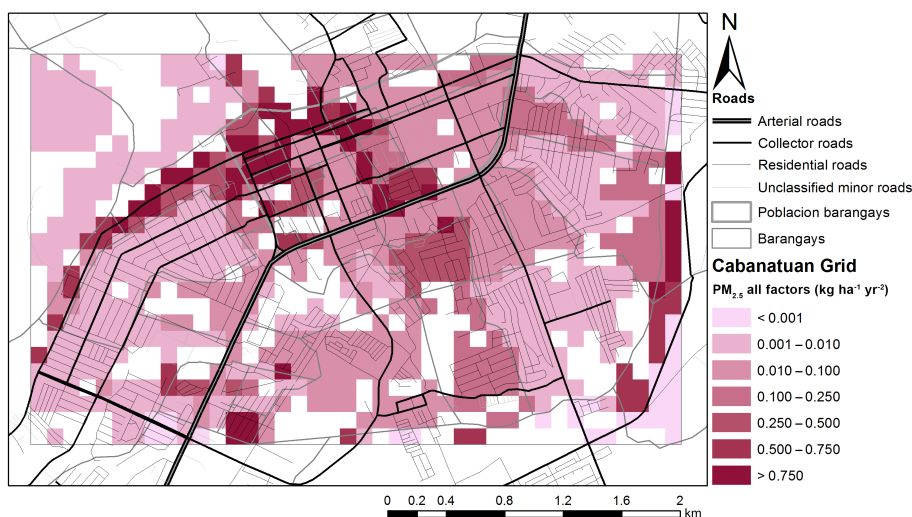 N
Roads
Arterial roads
Collector roads
Residential roads
Unclassified minor roads
Poblacion barangays
Barangays
Cabanatuan Grid
PM2.5 all factors (kg ha⁻¹ yr⁻²)
< 0.001
0.001 – 0.010
0.010 – 0.100
0.100 – 0.250
0.250 – 0.500
0.500 – 0.750
> 0.750
0 0.2 0.4 0.8 1.2 1.6 2
km